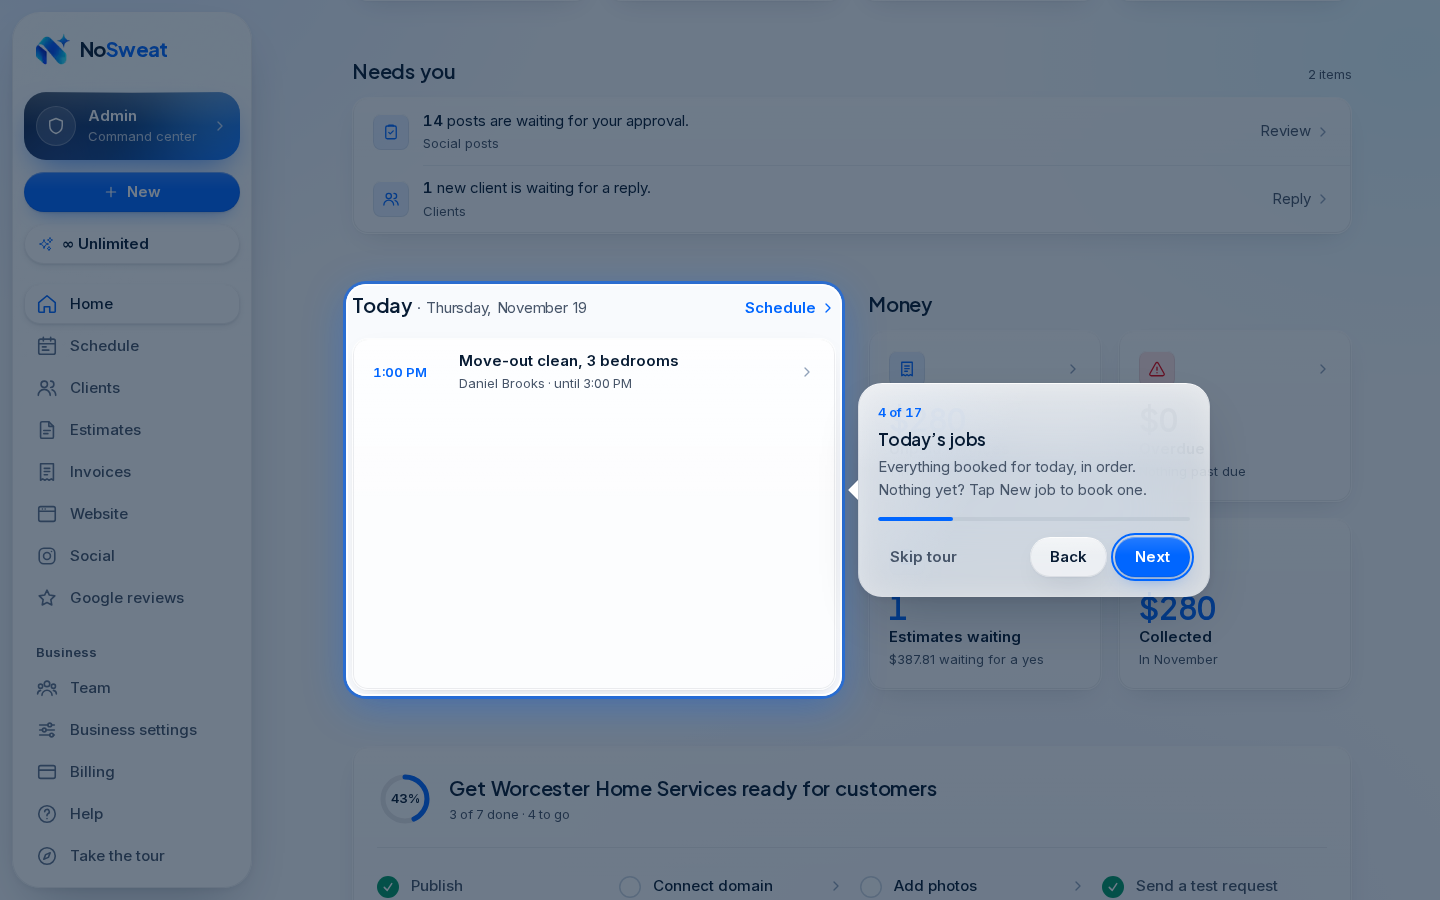 NoSweat
Admin
Command center
New
∞ Unlimited
Home
Schedule
Clients
Estimates
Invoices
Website
Social
Google reviews
Business
Team
Business settings
Billing
Help
Take the tour
Needs you
2 items
14 posts are waiting for your approval.
Social posts
Review
1 new client is waiting for a reply.
Clients
Reply
Today · Thursday, November 19
Schedule
1:00 PM
Move-out clean, 3 bedrooms
Daniel Brooks · until 3:00 PM
Money
$0
4 of 17
Today's jobs
Everything booked for today, in order.
Nothing yet? Tap New job to book one.
Skip tour
Back
Next
1
Estimates waiting
$387.81 waiting for a yes
$280
Collected
In November
43%
Get Worcester Home Services ready for customers
3 of 7 done · 4 to go
Publish
Connect domain
Add photos
Send a test request